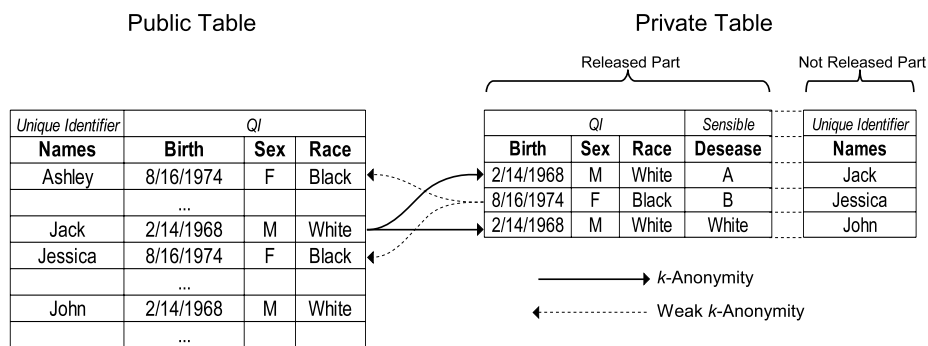 Public Table
Private Table
Released Part
Not Released Part
Unique Identifier QI
Names Birth Sex Race
Ashley 8/16/1974 F Black
...
Jack 2/14/1968 M White
Jessica 8/16/1974 F Black
...
John 2/14/1968 M White
...
QI Sensible
Birth Sex Race Desease
2/14/1968 M White A
8/16/1974 F Black B
2/14/1968 M White White
Unique Identifier
Names
Jack
Jessica
John
k-Anonymity
Weak k-Anonymity